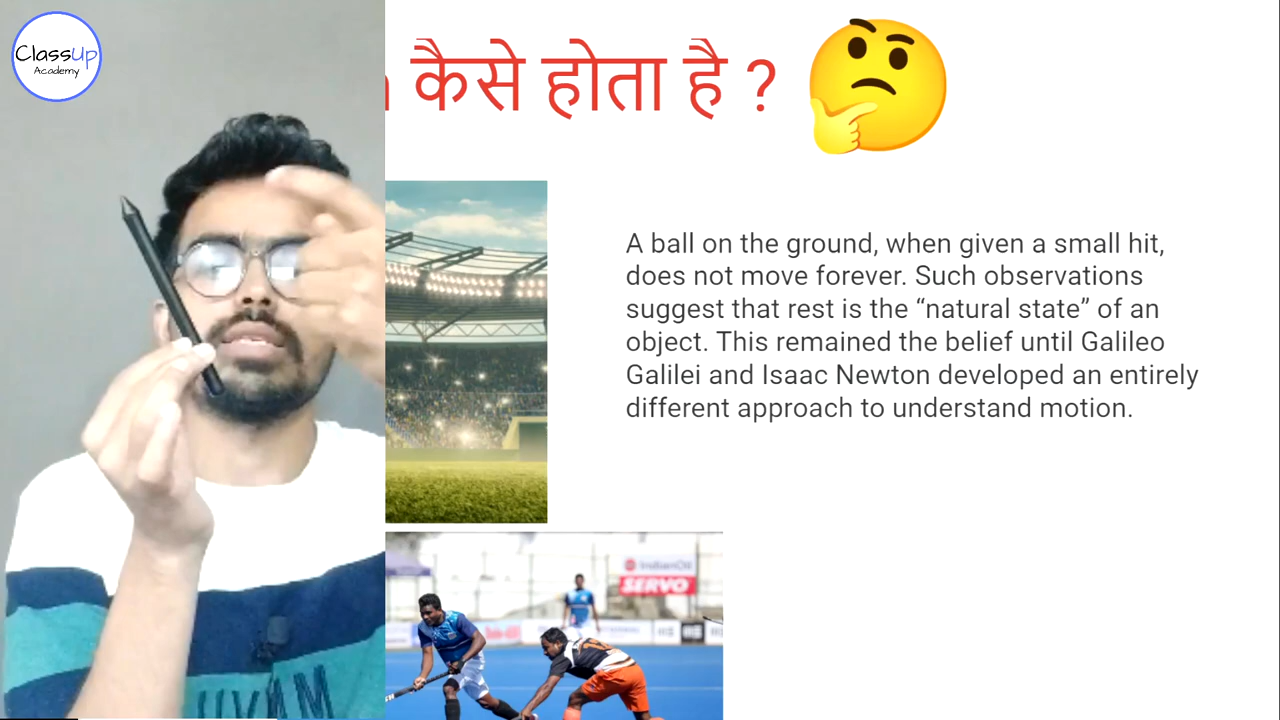 ClassUp
Academy
कैसे होता है ?
A ball on the ground, when given a small hit,
does not move forever. Such observations
suggest that rest is the “natural state” of an
object. This remained the belief until Galileo
Galilei and Isaac Newton developed an entirely
different approach to understand motion.
IndianOil
SERVO